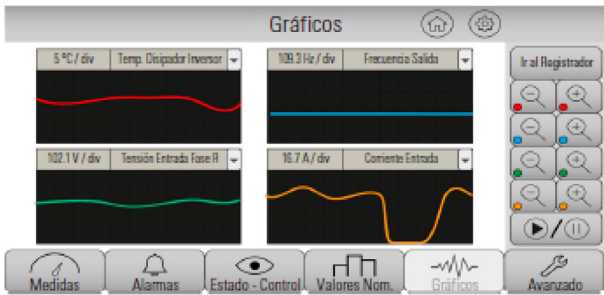 Gráficos
5 ºC / div Temp. Disipador Inversor
109.3 Hz / div Frecuencia Salida
Ir al Registrador
102.1 V / div Tensión Entrada Fase R
16.7 A / div Corriente Entrada
Medidas Alarmas Estado - Control Valores Nom. Gráficos Avanzado